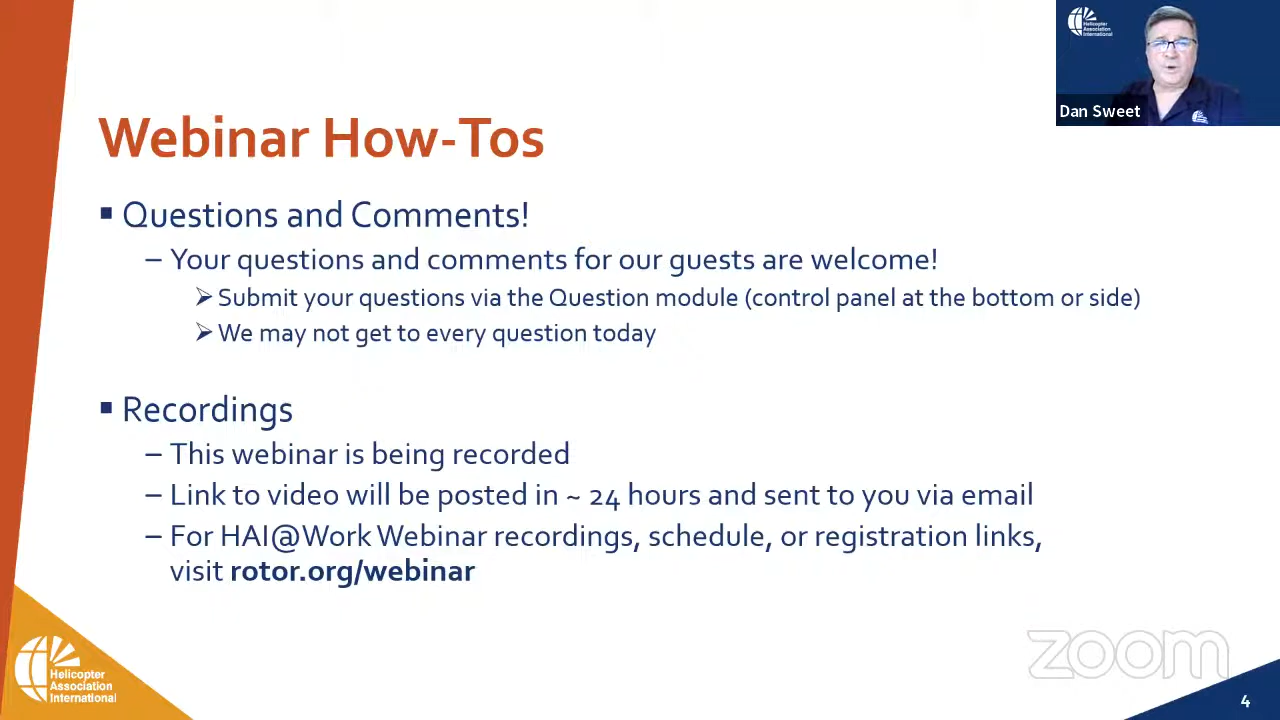 Helicopter
Association
International
Dan Sweet
Webinar How-Tos
Questions and Comments!
– Your questions and comments for our guests are welcome!
Submit your questions via the Question module (control panel at the bottom or side)
We may not get to every question today
Recordings
– This webinar is being recorded
– Link to video will be posted in ~ 24 hours and sent to you via email
– For HAI@Work Webinar recordings, schedule, or registration links,
visit rotor.org/webinar
Helicopter
Association
International
zoom
4